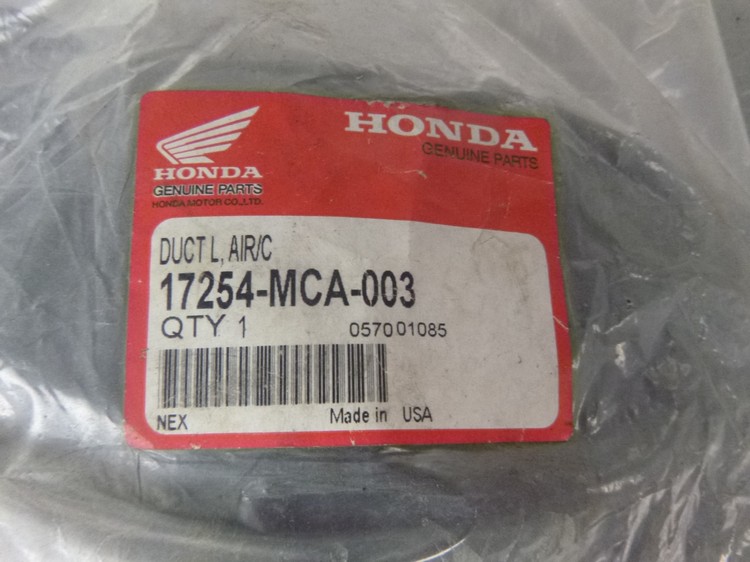 HONDA
GENUINE PARTS
HONDA
GENUINE PARTS
HONDA MOTOR CO.,LTD.
DUCT L, AIR/C
17254-MCA-003
QTY 1 057001085
NEX Made in USA